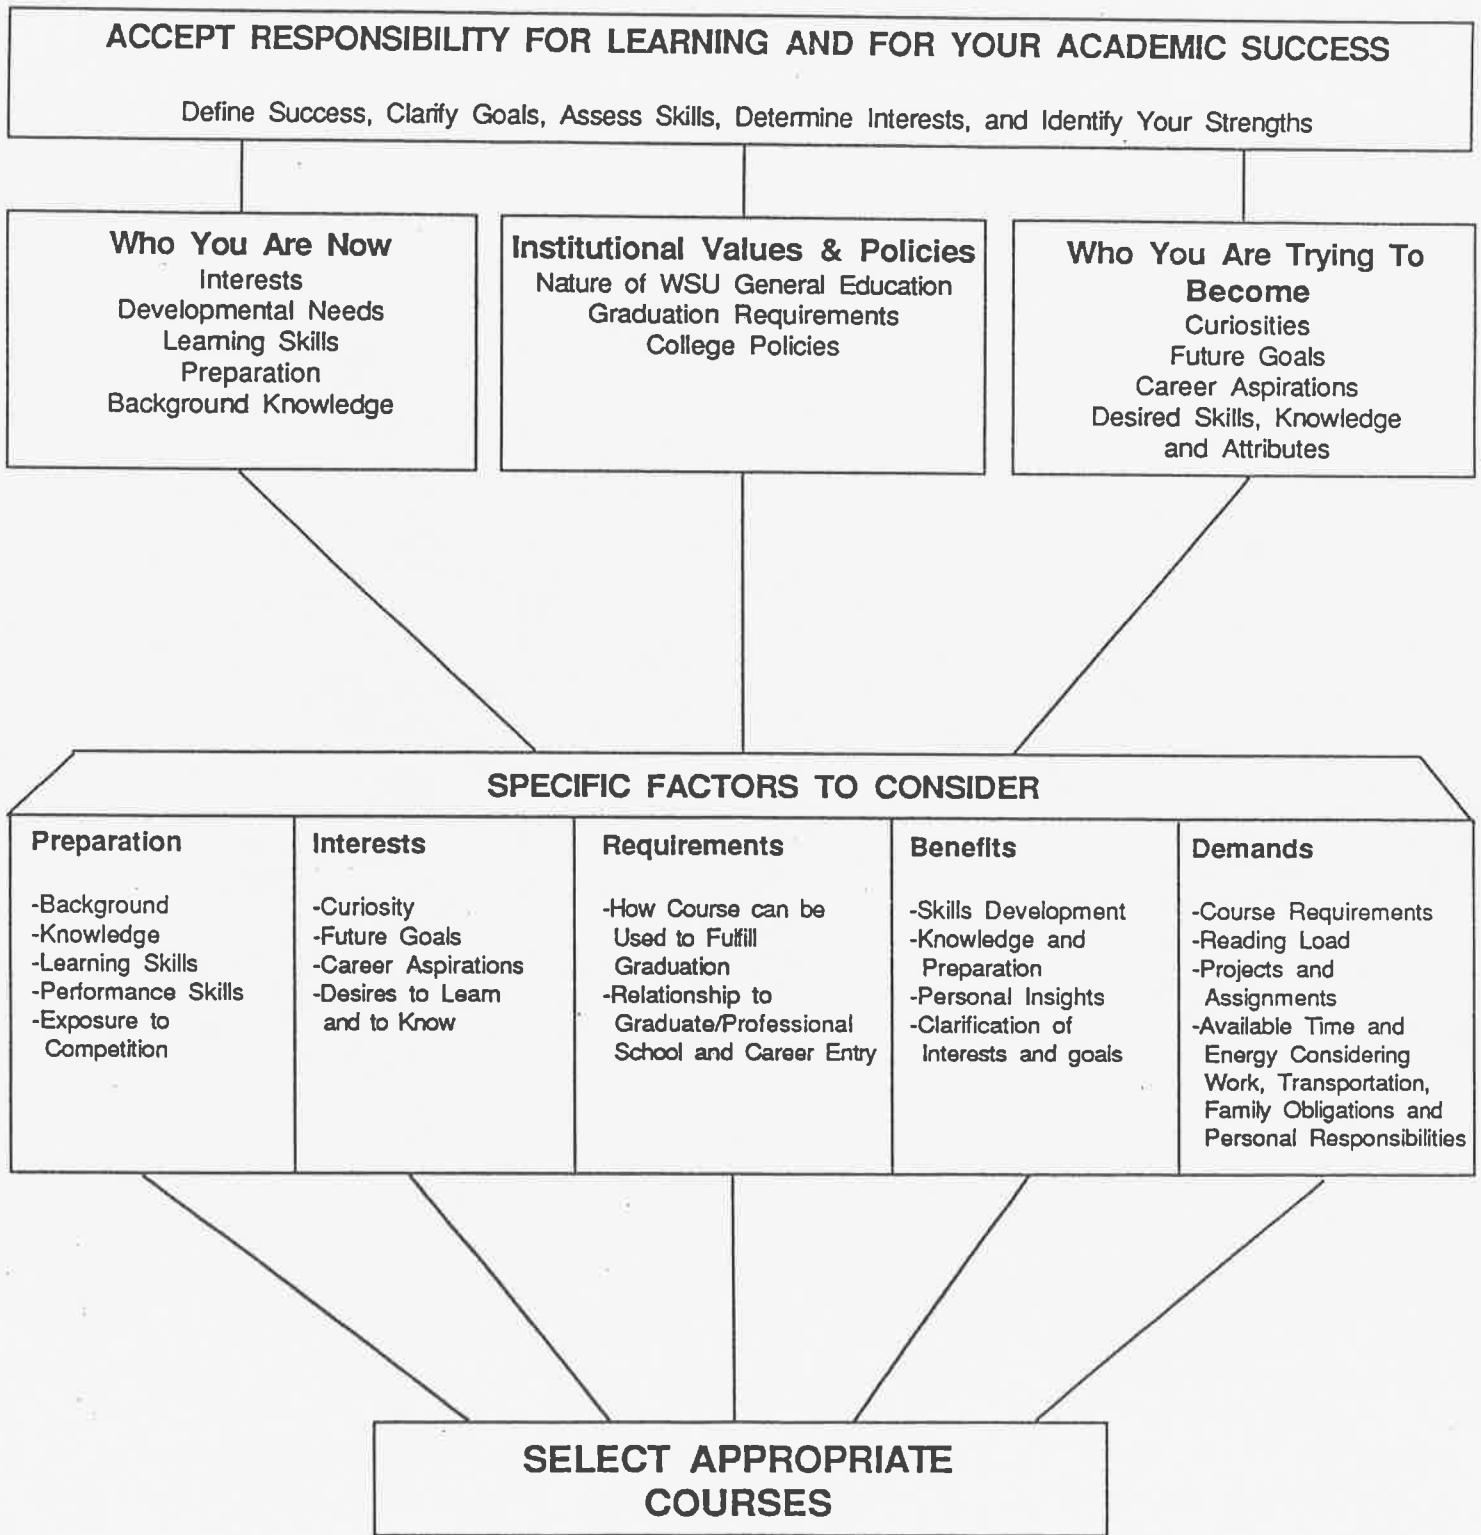 ACCEPT RESPONSIBILITY FOR LEARNING AND FOR YOUR ACADEMIC SUCCESS
Define Success, Clarify Goals, Assess Skills, Determine Interests, and Identify Your Strengths
Who You Are Now
Interests
Developmental Needs
Learning Skills
Preparation
Background Knowledge
Institutional Values & Policies
Nature of WSU General Education
Graduation Requirements
College Policies
Who You Are Trying To
Become
Curiosities
Future Goals
Career Aspirations
Desired Skills, Knowledge
and Attributes
SPECIFIC FACTORS TO CONSIDER
Preparation
-Background
-Knowledge
-Learning Skills
-Performance Skills
-Exposure to
Competition
Interests
-Curiosity
-Future Goals
-Career Aspirations
-Desires to Learn
and to Know
Requirements
-How Course can be
Used to Fulfill
Graduation
-Relationship to
Graduate/Professional
School and Career Entry
Benefits
-Skills Development
-Knowledge and
Preparation
-Personal Insights
-Clarification of
Interests and goals
Demands
-Course Requirements
-Reading Load
-Projects and
Assignments
-Available Time and
Energy Considering
Work, Transportation,
Family Obligations and
Personal Responsibilities
SELECT APPROPRIATE
COURSES